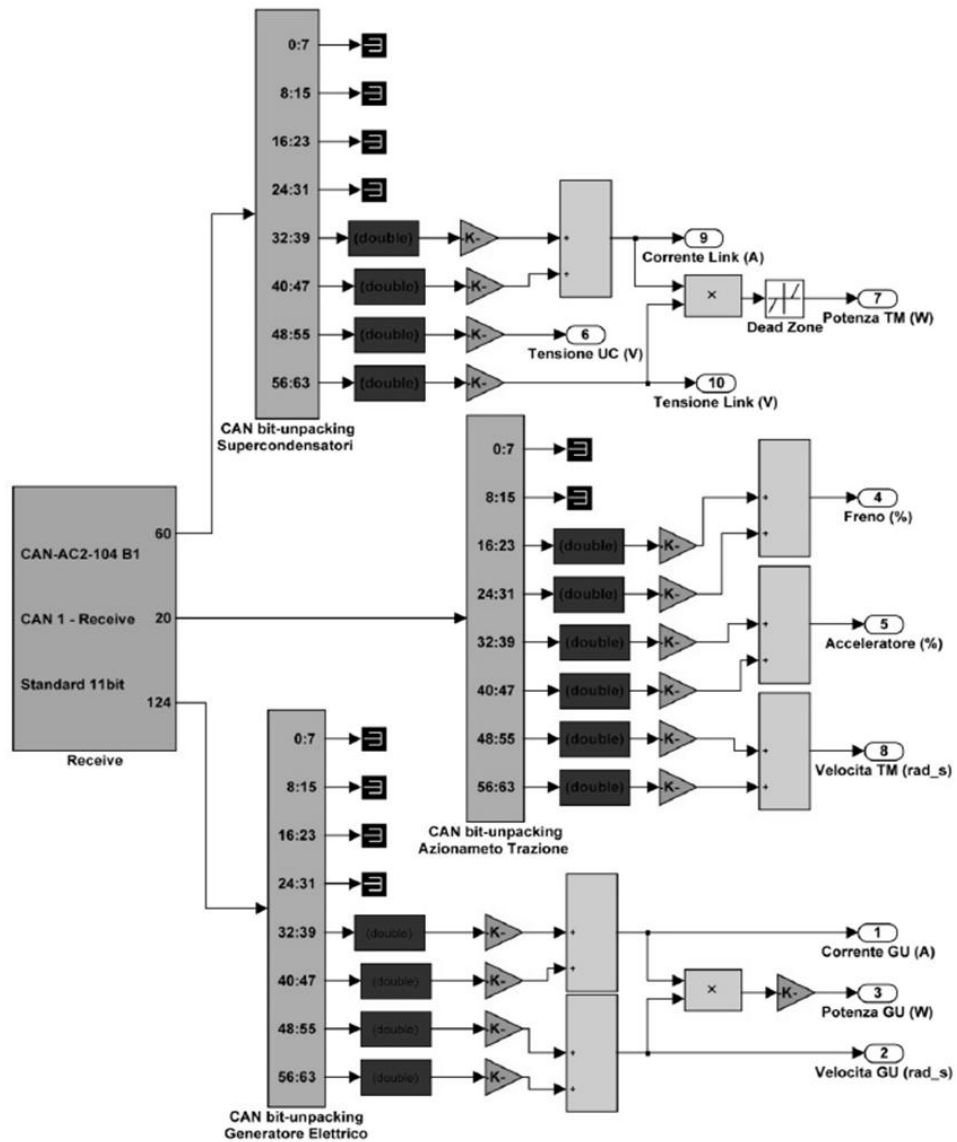 0:7
8:15
16:23
24:31
32:39
(double)
-K-
+
40:47
(double)
-K-
+
48:55
(double)
-K-
56:63
(double)
-K-
9
Corrente Link (A)
×
Dead Zone
7
Potenza TM (W)
6
Tensione UC (V)
10
Tensione Link (V)
CAN bit-unpacking
Supercondensatori
CAN-AC2-104 B1
CAN 1 - Receive
Standard 11bit
60
20
124
Receive
0:7
8:15
16:23
(double)
-K-
+
24:31
(double)
-K-
+
32:39
(double)
-K-
+
40:47
(double)
-K-
+
48:55
(double)
-K-
+
56:63
(double)
-K-
+
4
Freno (%)
5
Acceleratore (%)
8
Velocita TM (rad_s)
CAN bit-unpacking
Azionameto Trazione
0:7
8:15
16:23
24:31
32:39
(double)
-K-
+
40:47
(double)
-K-
+
48:55
(double)
-K-
+
56:63
(double)
-K-
+
1
Corrente GU (A)
×
-K-
3
Potenza GU (W)
2
Velocita GU (rad_s)
CAN bit-unpacking
Generatore Elettrico